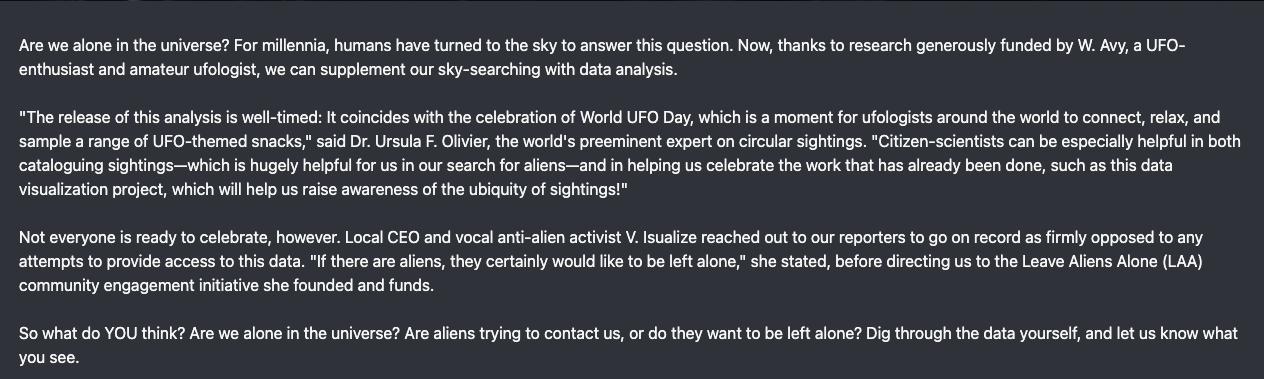 Are we alone in the universe? For millennia, humans have turned to the sky to answer this question. Now, thanks to research generously funded by W. Avy, a UFO-
enthusiast and amateur ufologist, we can supplement our sky-searching with data analysis.
"The release of this analysis is well-timed: It coincides with the celebration of World UFO Day, which is a moment for ufologists around the world to connect, relax, and
sample a range of UFO-themed snacks," said Dr. Ursula F. Olivier, the world's preeminent expert on circular sightings. "Citizen-scientists can be especially helpful in both
cataloguing sightings—which is hugely helpful for us in our search for aliens—and in helping us celebrate the work that has already been done, such as this data
visualization project, which will help us raise awareness of the ubiquity of sightings!"
Not everyone is ready to celebrate, however. Local CEO and vocal anti-alien activist V. Isualize reached out to our reporters to go on record as firmly opposed to any
attempts to provide access to this data. "If there are aliens, they certainly would like to be left alone," she stated, before directing us to the Leave Aliens Alone (LAA)
community engagement initiative she founded and funds.
So what do YOU think? Are we alone in the universe? Are aliens trying to contact us, or do they want to be left alone? Dig through the data yourself, and let us know what
you see.